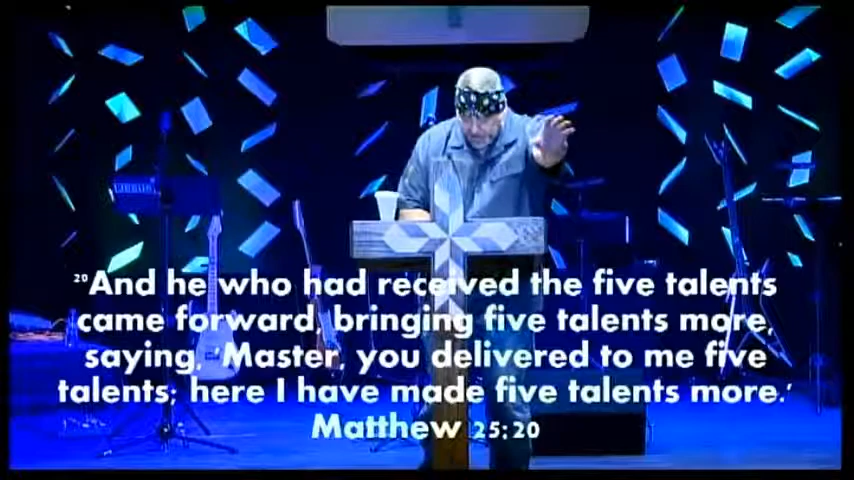 ²⁰And he who had received the five talents
came forward, bringing five talents more,
saying, 'Master, you delivered to me five
talents; here I have made five talents more.'
Matthew 25:20